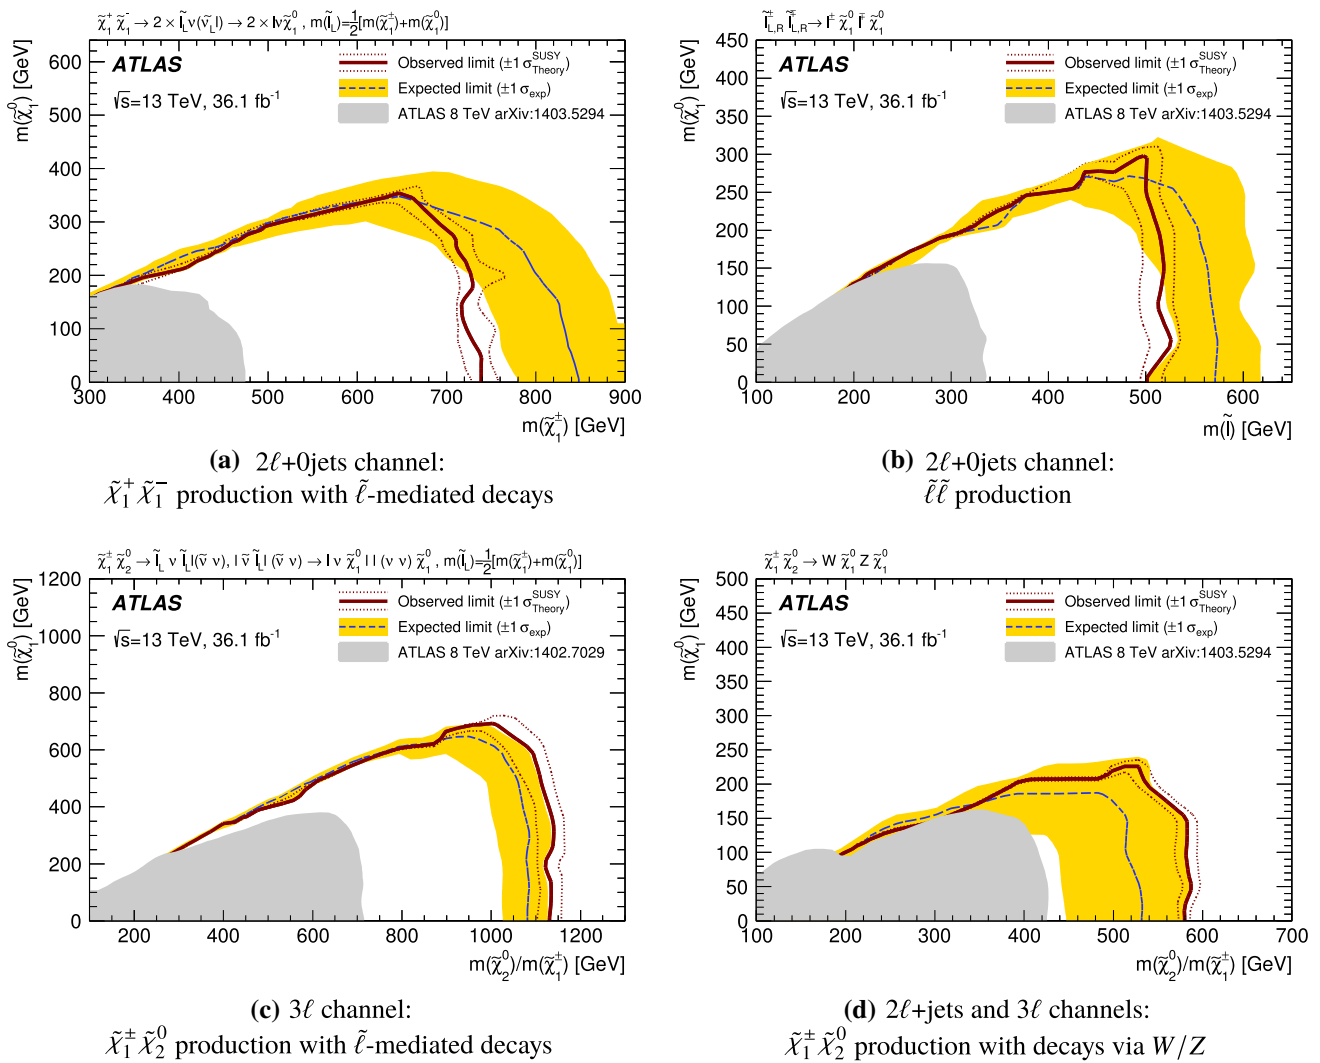 χ̃₁⁺ χ̃₁⁻ → 2 × l̃_L ν(ν̃_L l) → 2 × lνχ̃₁⁰ , m(l̃_L)=½[m(χ̃₁±)+m(χ̃₁⁰)]
m(χ̃₁⁰) [GeV]
ATLAS
√s=13 TeV, 36.1 fb⁻¹
Observed limit (±1 σ_Theory^SUSY)
Expected limit (±1 σ_exp)
ATLAS 8 TeV arXiv:1403.5294
600
500
400
300
200
100
0
300 400 500 600 700 800 900
m(χ̃₁±) [GeV]
(a) 2ℓ+0jets channel:
χ̃₁⁺ χ̃₁⁻ production with ℓ̃-mediated decays
l̃±_L,R l̃∓_L,R → l± χ̃₁⁰ l∓ χ̃₁⁰
m(χ̃₁⁰) [GeV]
ATLAS
√s=13 TeV, 36.1 fb⁻¹
Observed limit (±1 σ_Theory^SUSY)
Expected limit (±1 σ_exp)
ATLAS 8 TeV arXiv:1403.5294
450
400
350
300
250
200
150
100
50
0
100 200 300 400 500 600
m(l̃) [GeV]
(b) 2ℓ+0jets channel:
ℓ̃ℓ̃ production
χ̃₁± χ̃₂⁰ → l̃_L ν l̃_L l(ν̃ ν), l ν̃ l̃_L l (ν̃ ν) → l ν χ̃₁⁰ l l (ν ν) χ̃₁⁰ , m(l̃_L)=½[m(χ̃₁±)+m(χ̃₁⁰)]
m(χ̃₁⁰) [GeV]
ATLAS
√s=13 TeV, 36.1 fb⁻¹
Observed limit (±1 σ_Theory^SUSY)
Expected limit (±1 σ_exp)
ATLAS 8 TeV arXiv:1402.7029
1200
1000
800
600
400
200
0
200 400 600 800 1000 1200
m(χ̃₂⁰)/m(χ̃₁±) [GeV]
(c) 3ℓ channel:
χ̃₁± χ̃₂⁰ production with ℓ̃-mediated decays
χ̃₁± χ̃₂⁰ → W χ̃₁⁰ Z χ̃₁⁰
m(χ̃₁⁰) [GeV]
ATLAS
√s=13 TeV, 36.1 fb⁻¹
Observed limit (±1 σ_Theory^SUSY)
Expected limit (±1 σ_exp)
ATLAS 8 TeV arXiv:1403.5294
500
450
400
350
300
250
200
150
100
50
0
100 200 300 400 500 600 700
m(χ̃₂⁰)/m(χ̃₁±) [GeV]
(d) 2ℓ+jets and 3ℓ channels:
χ̃₁± χ̃₂⁰ production with decays via W/Z